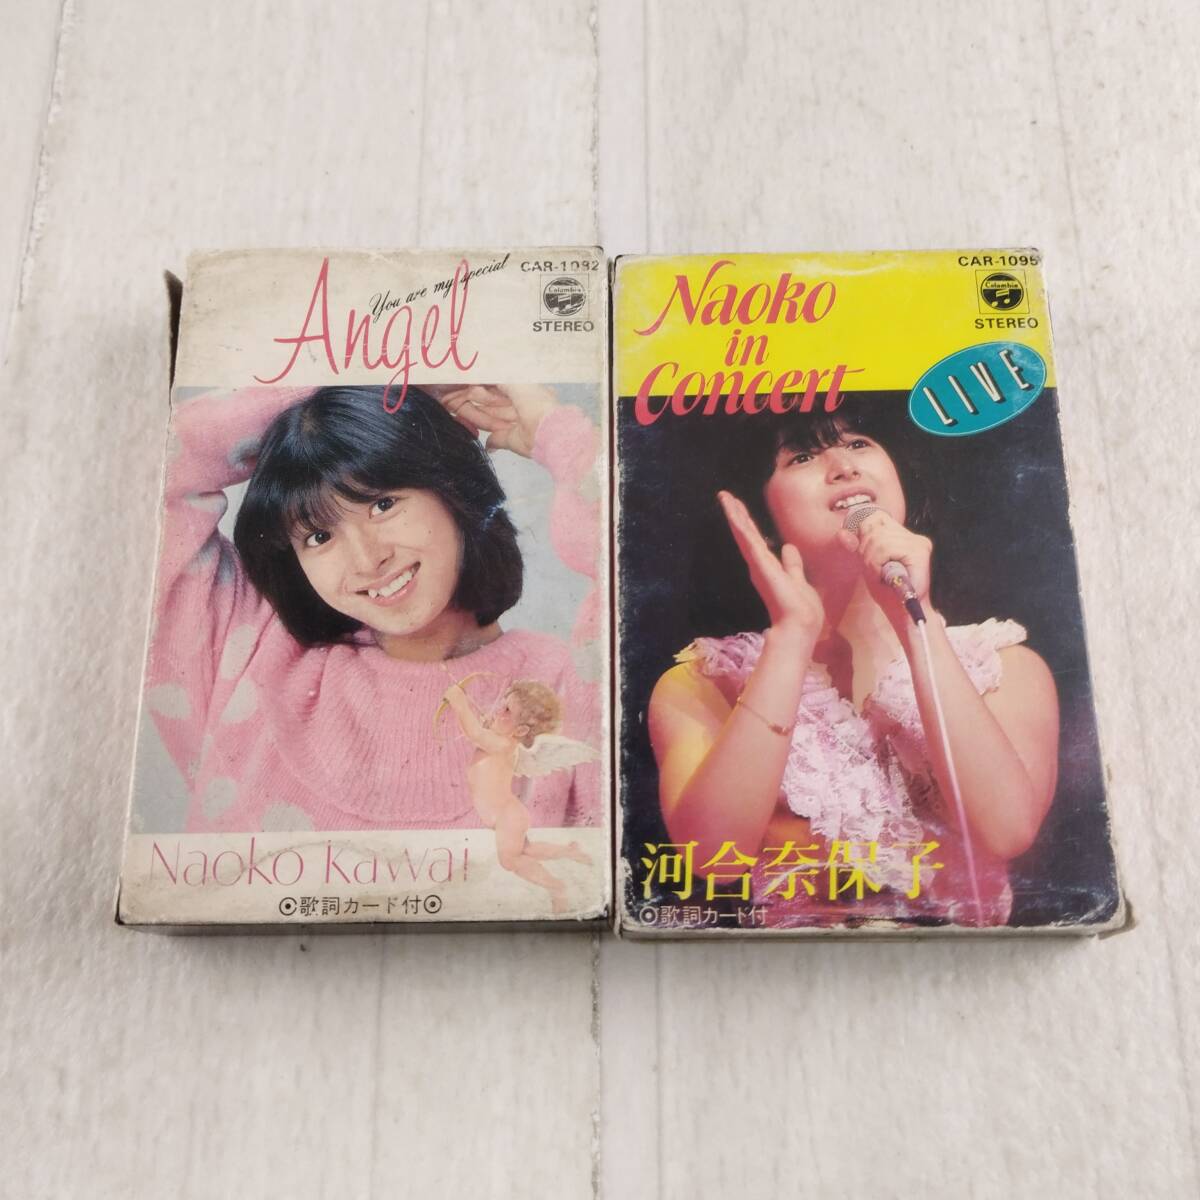 You are my special
Angel
CAR-1092
Columbia
STEREO
Naoko Kawai
歌詞カード付
Naoko
in
Concert
CAR-1095
Columbia
STEREO
LIVE
河合奈保子
歌詞カード付